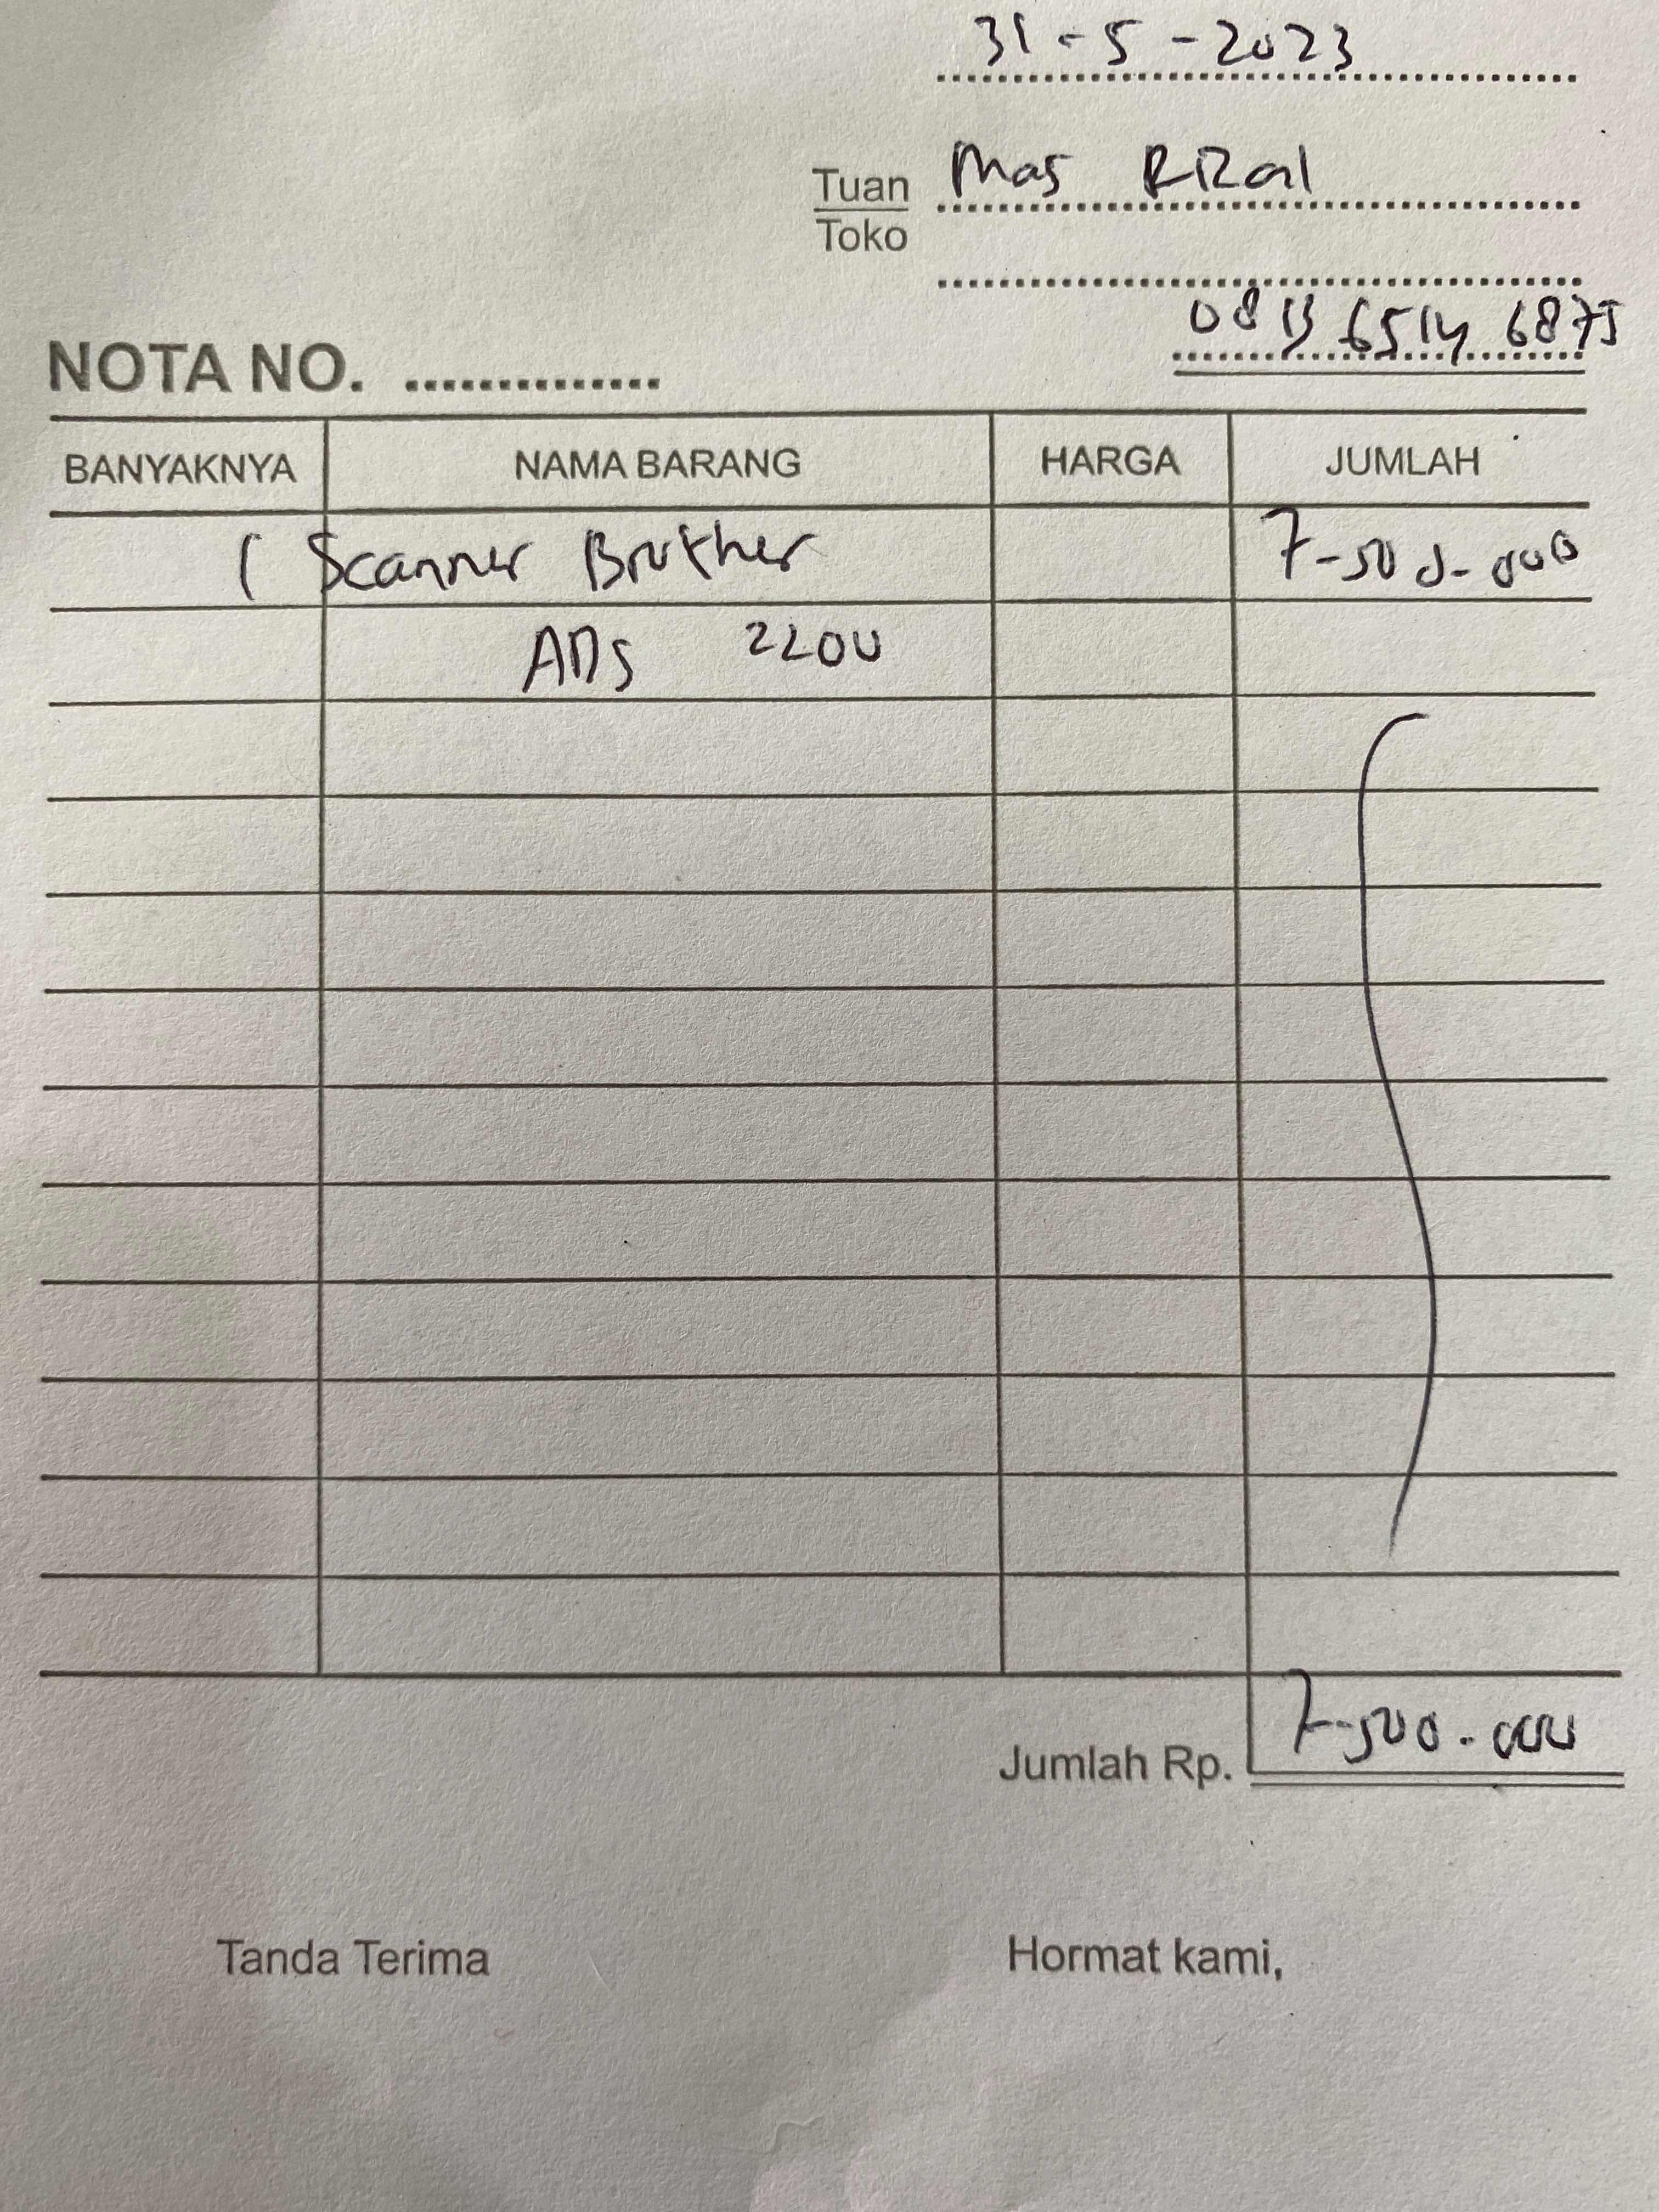 31-5-2023
Tuan Mas Rizal
Toko
0813 6514 6875
NOTA NO. ..............
BANYAKNYA NAMA BARANG HARGA JUMLAH
1 Scanner Brother 7-500-000
ADS 2200
Jumlah Rp. 7-500.000
Tanda Terima Hormat kami,